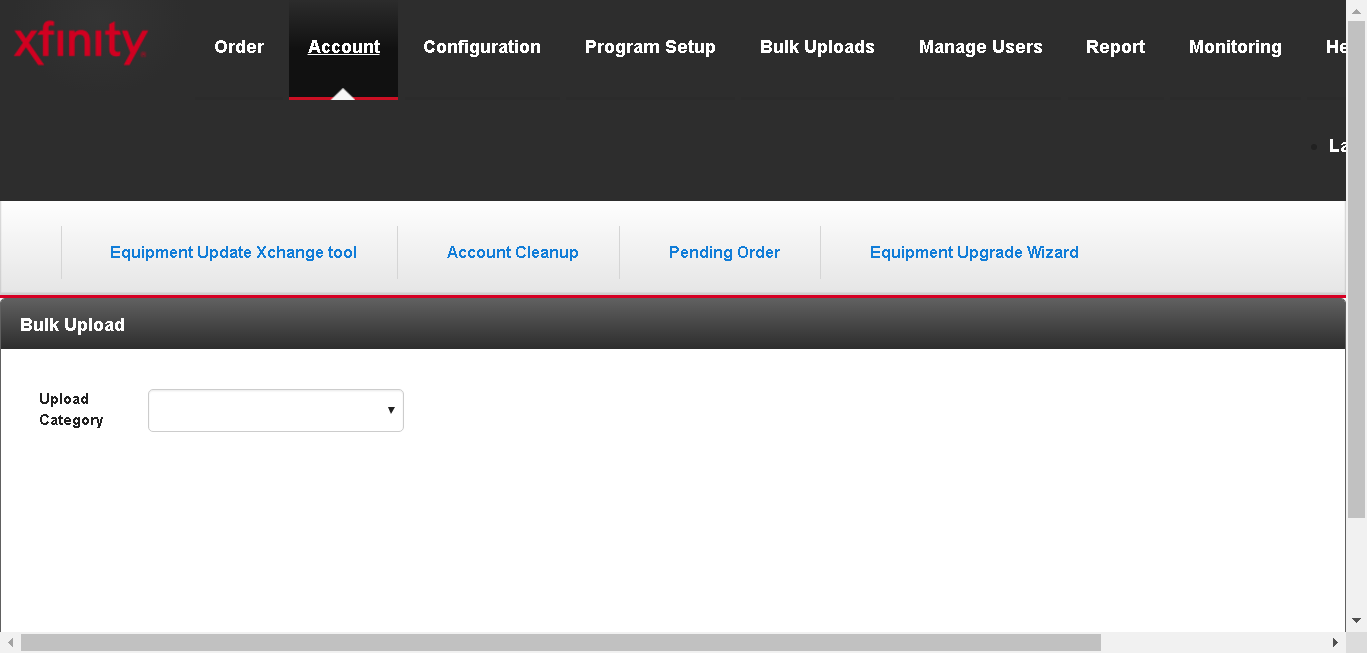 xfinity
Order Account Configuration Program Setup Bulk Uploads Manage Users Report Monitoring He
La
Equipment Update Xchange tool Account Cleanup Pending Order Equipment Upgrade Wizard
Bulk Upload
Upload
Category